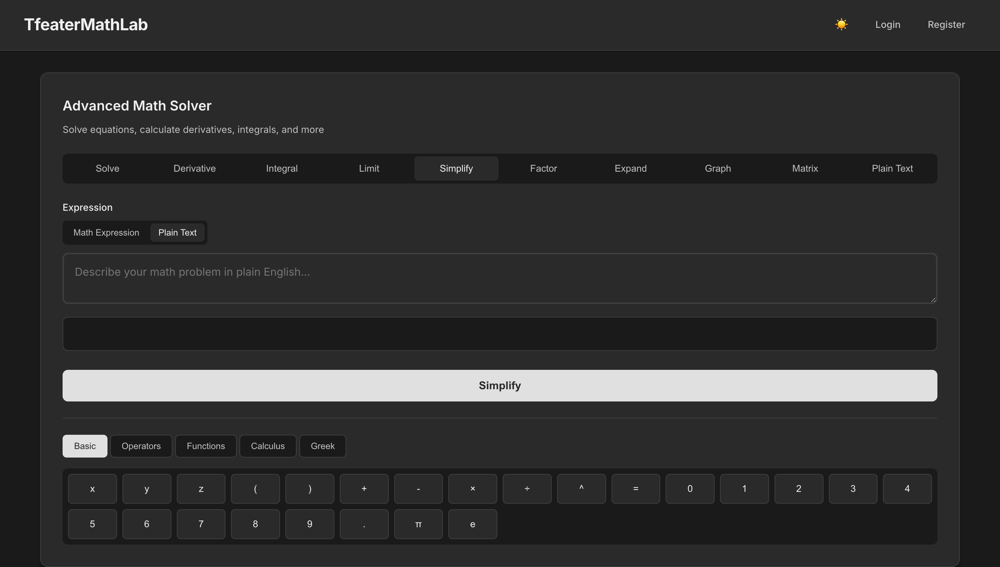 TfeaterMathLab
Login Register
Advanced Math Solver
Solve equations, calculate derivatives, integrals, and more
Solve Derivative Integral Limit Simplify Factor Expand Graph Matrix Plain Text
Expression
Math Expression Plain Text
Describe your math problem in plain English...
Simplify
Basic Operators Functions Calculus Greek
x y z ( ) + - × ÷ ^ = 0 1 2 3 4
5 6 7 8 9 . π e